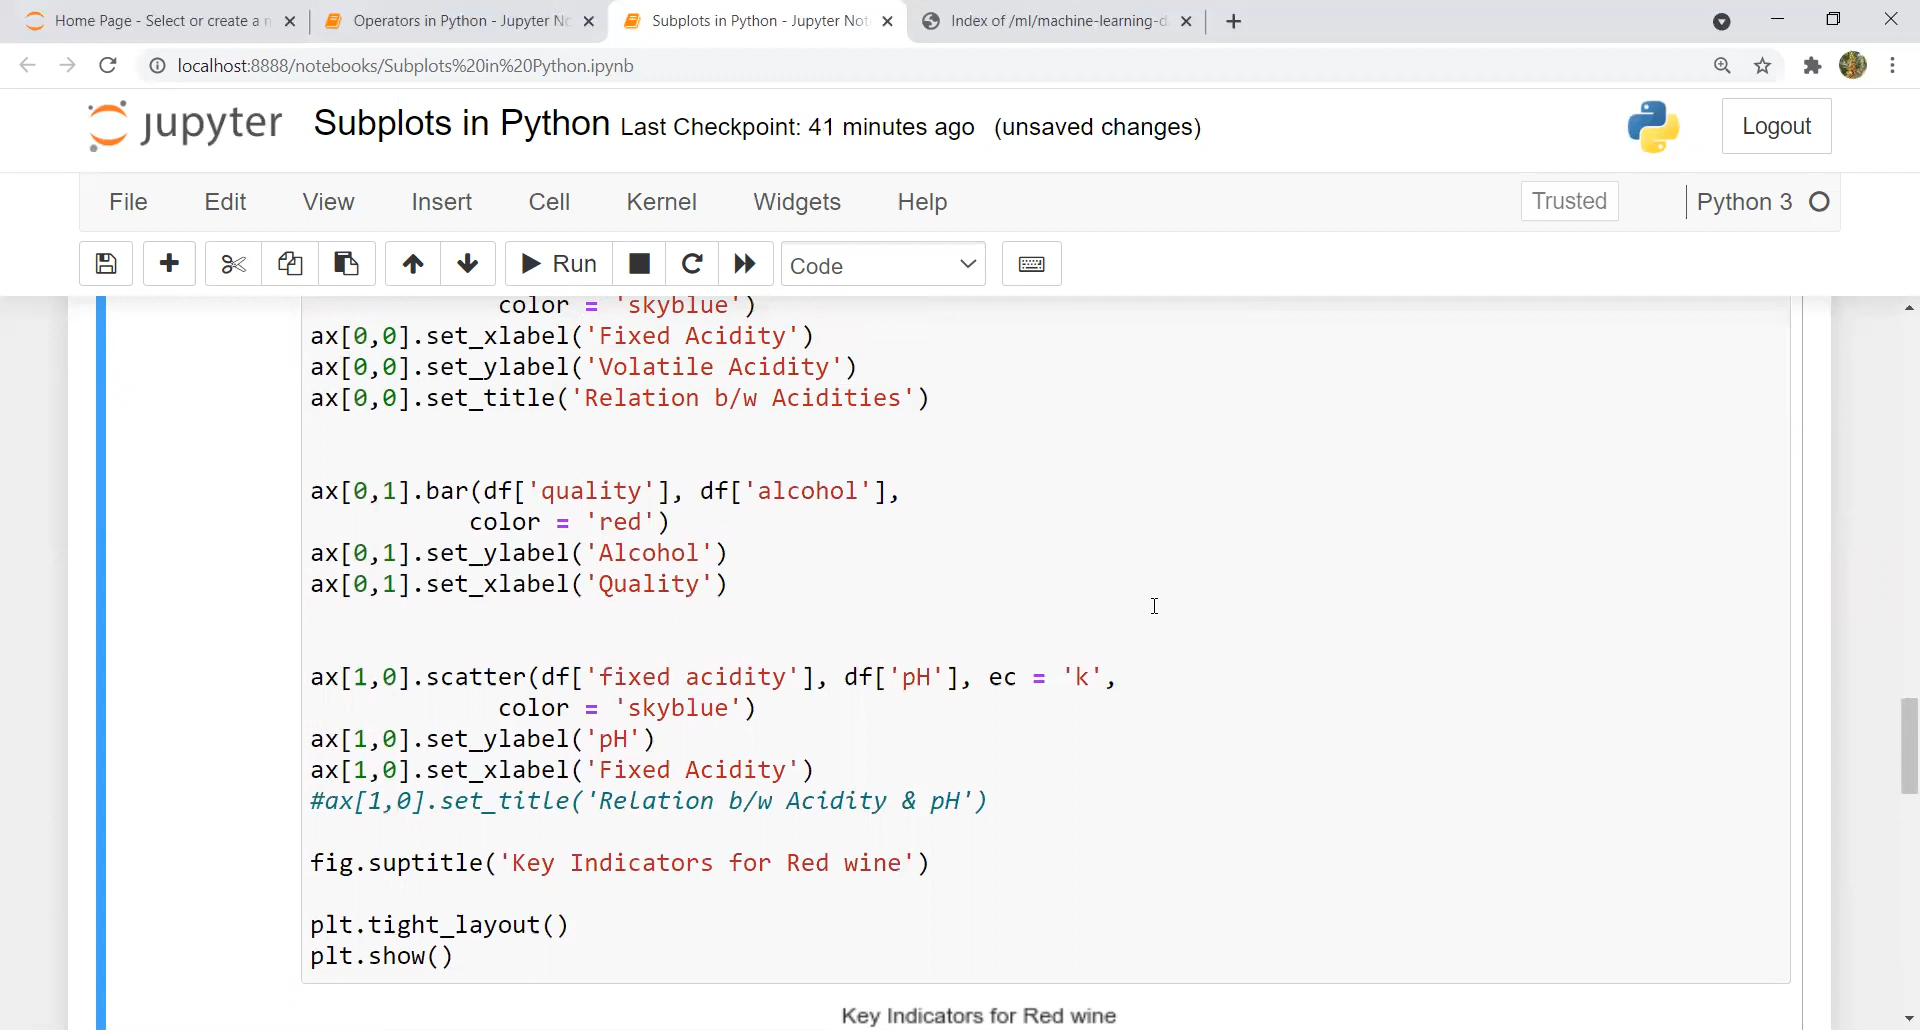 Home Page - Select or create a n
Operators in Python - Jupyter No
Subplots in Python - Jupyter Not
Index of /ml/machine-learning-d
localhost:8888/notebooks/Subplots%20in%20Python.ipynb
jupyter Subplots in Python Last Checkpoint: 41 minutes ago (unsaved changes)
Logout
File Edit View Insert Cell Kernel Widgets Help
Trusted
Python 3
Run
Code
color = 'skyblue')
ax[0,0].set_xlabel('Fixed Acidity')
ax[0,0].set_ylabel('Volatile Acidity')
ax[0,0].set_title('Relation b/w Acidities')
ax[0,1].bar(df['quality'], df['alcohol'],
color = 'red')
ax[0,1].set_ylabel('Alcohol')
ax[0,1].set_xlabel('Quality')
ax[1,0].scatter(df['fixed acidity'], df['pH'], ec = 'k',
color = 'skyblue')
ax[1,0].set_ylabel('pH')
ax[1,0].set_xlabel('Fixed Acidity')
#ax[1,0].set_title('Relation b/w Acidity & pH')
fig.suptitle('Key Indicators for Red wine')
plt.tight_layout()
plt.show()
Key Indicators for Red wine